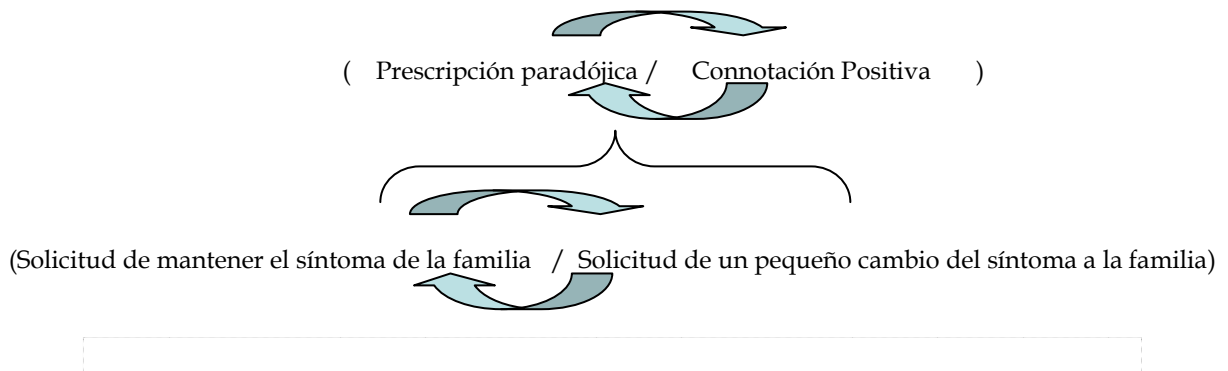 ( Prescripción paradójica / Connotación Positiva )
(Solicitud de mantener el síntoma de la familia / Solicitud de un pequeño cambio del síntoma a la familia)